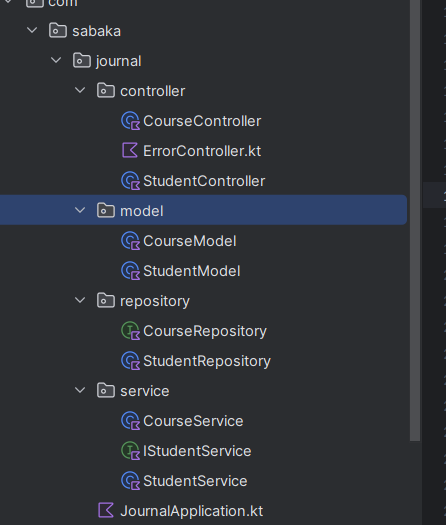 com
sabaka
journal
controller
CourseController
ErrorController.kt
StudentController
model
CourseModel
StudentModel
repository
CourseRepository
StudentRepository
service
CourseService
IStudentService
StudentService
JournalApplication.kt